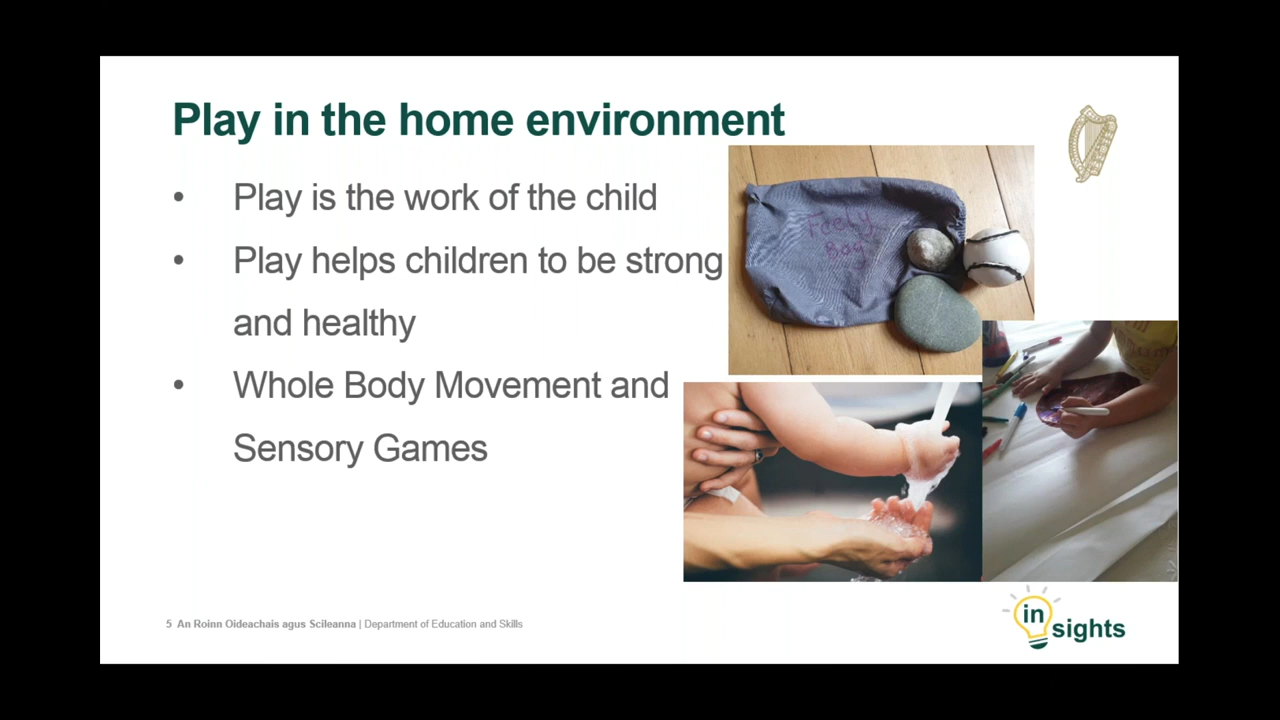 Play in the home environment
• Play is the work of the child
• Play helps children to be strong
and healthy
• Whole Body Movement and
Sensory Games
Feely
Bag
5 An Roinn Oideachais agus Scileanna | Department of Education and Skills
in
sights